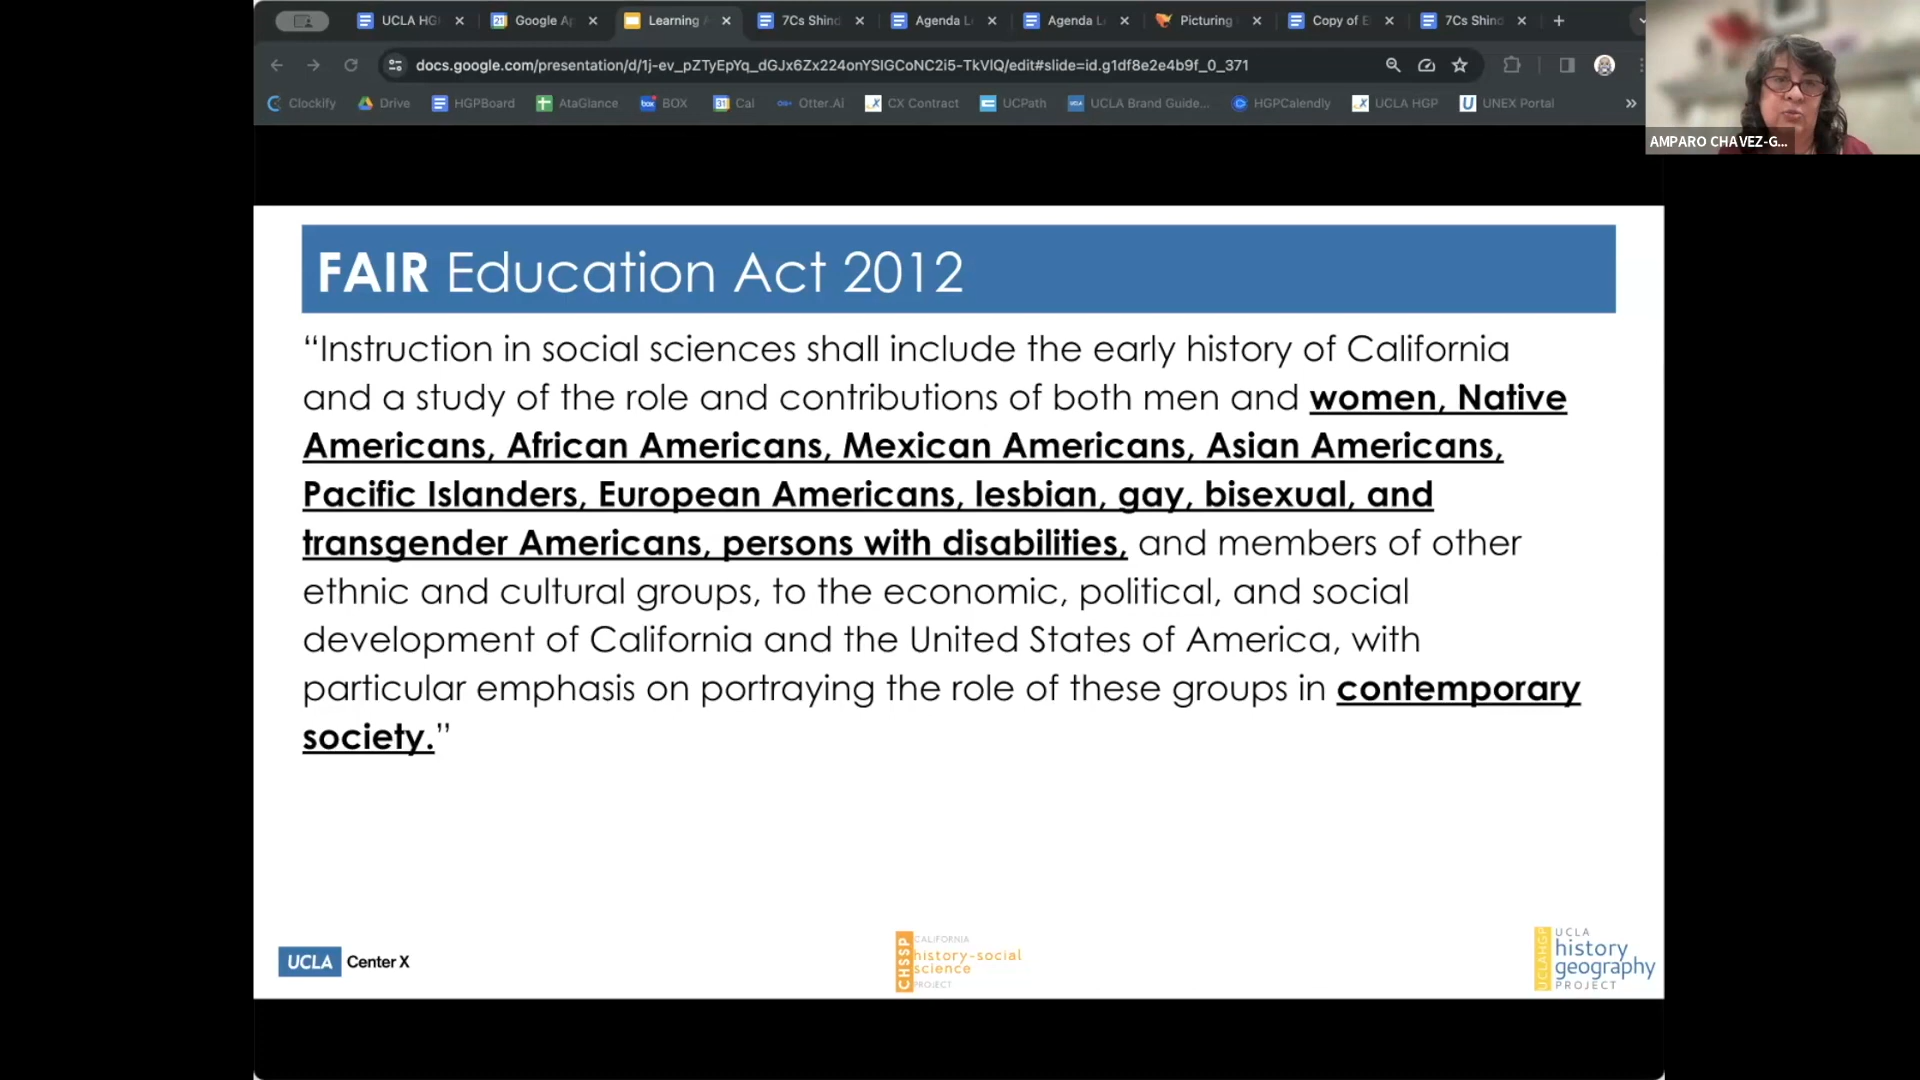 UCLA HG
Google Ap
Learning
7Cs Shind
Agenda L
Agenda L
Picturing
Copy of E
7Cs Shind
docs.google.com/presentation/d/1j-ev_pZTyEpYq_dGJx6Zx224onYSIGCoNC2i5-TkVIQ/edit#slide=id.g1df8e2e4b9f_0_371
Clockify Drive HGPBoard AtaGlance BOX Cal Otter.AI CX Contract UCPath UCLA Brand Guide... HGPCalendly UCLA HGP UNEX Portal »
AMPARO CHAVEZ-G...
FAIR Education Act 2012
“Instruction in social sciences shall include the early history of California
and a study of the role and contributions of both men and women, Native
Americans, African Americans, Mexican Americans, Asian Americans,
Pacific Islanders, European Americans, lesbian, gay, bisexual, and
transgender Americans, persons with disabilities, and members of other
ethnic and cultural groups, to the economic, political, and social
development of California and the United States of America, with
particular emphasis on portraying the role of these groups in contemporary
society.”
UCLA Center X
CHSSP
CALIFORNIA
history-social
science
PROJECT
UCLAHGP
UCLA
history
geography
PROJECT